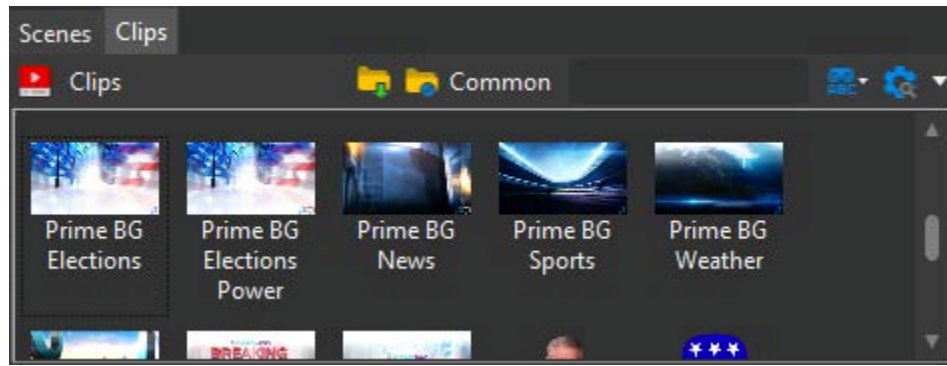 Scenes Clips
Clips Common
ABC
Prime BG
Elections
Prime BG
Elections
Power
Prime BG
News
Prime BG
Sports
Prime BG
Weather
BREAKING